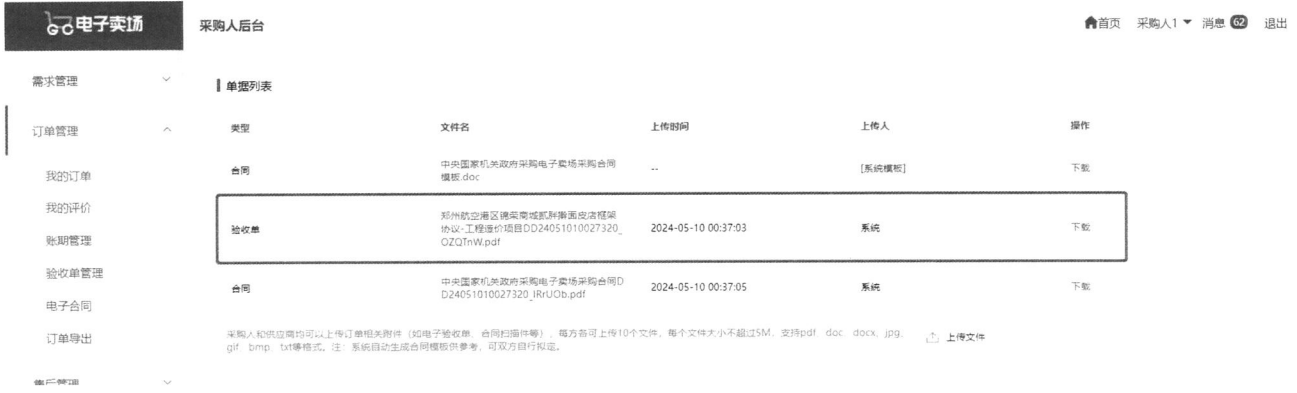 电子卖场
采购人后台
首页 采购人1 消息 62 退出
需求管理
订单管理
我的订单
我的评价
账期管理
验收单管理
电子合同
订单导出
售后管理
单据列表
类型 文件名 上传时间 上传人 操作
合同 中央国家机关政府采购电子卖场采购合同 -- [系统模板] 下载
模板.doc
郑州航空港区锦荣商城凯胖擀面皮店框架
验收单 协议-工程造价项目DD24051010027320_ 2024-05-10 00:37:03 系统 下载
OZQTnW.pdf
合同 中央国家机关政府采购电子卖场采购合同D 2024-05-10 00:37:05 系统 下载
D24051010027320_IRrUOb.pdf
采购人和供应商均可以上传订单相关附件（如电子验收单、合同扫描件等），每方各可上传10个文件，每个文件大小不超过5M，支持pdf、doc、docx、jpg、
gif、bmp、txt等格式。注：系统自动生成合同模板供参考，可双方自行拟定。
上传文件